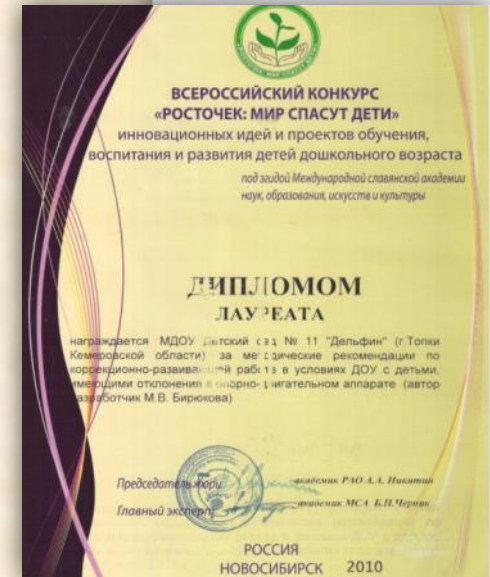 ВСЕРОССИЙСКИЙ КОНКУРС
«РОСТОЧЕК: МИР СПАСУТ ДЕТИ»
инновационных идей и проектов обучения,
воспитания и развития детей дошкольного возраста
под эгидой Международной славянской академии
наук, образования, искусств и культуры
ДИПЛОМОМ
ЛАУРЕАТА
награждается МДОУ Детский сад № 11 "Дельфин" (г.Топки
Кемеровской области) за методические рекомендации по
коррекционно-развивающей работе в условиях ДОУ с детьми,
имеющими отклонения в опорно-двигательном аппарате (автор
разработчик М.В. Бирюкова)
Председатель жюри академик РАО А.А. Никитин
Главный эксперт академик МСА К.П.Черник
РОССИЯ
НОВОСИБИРСК 2010